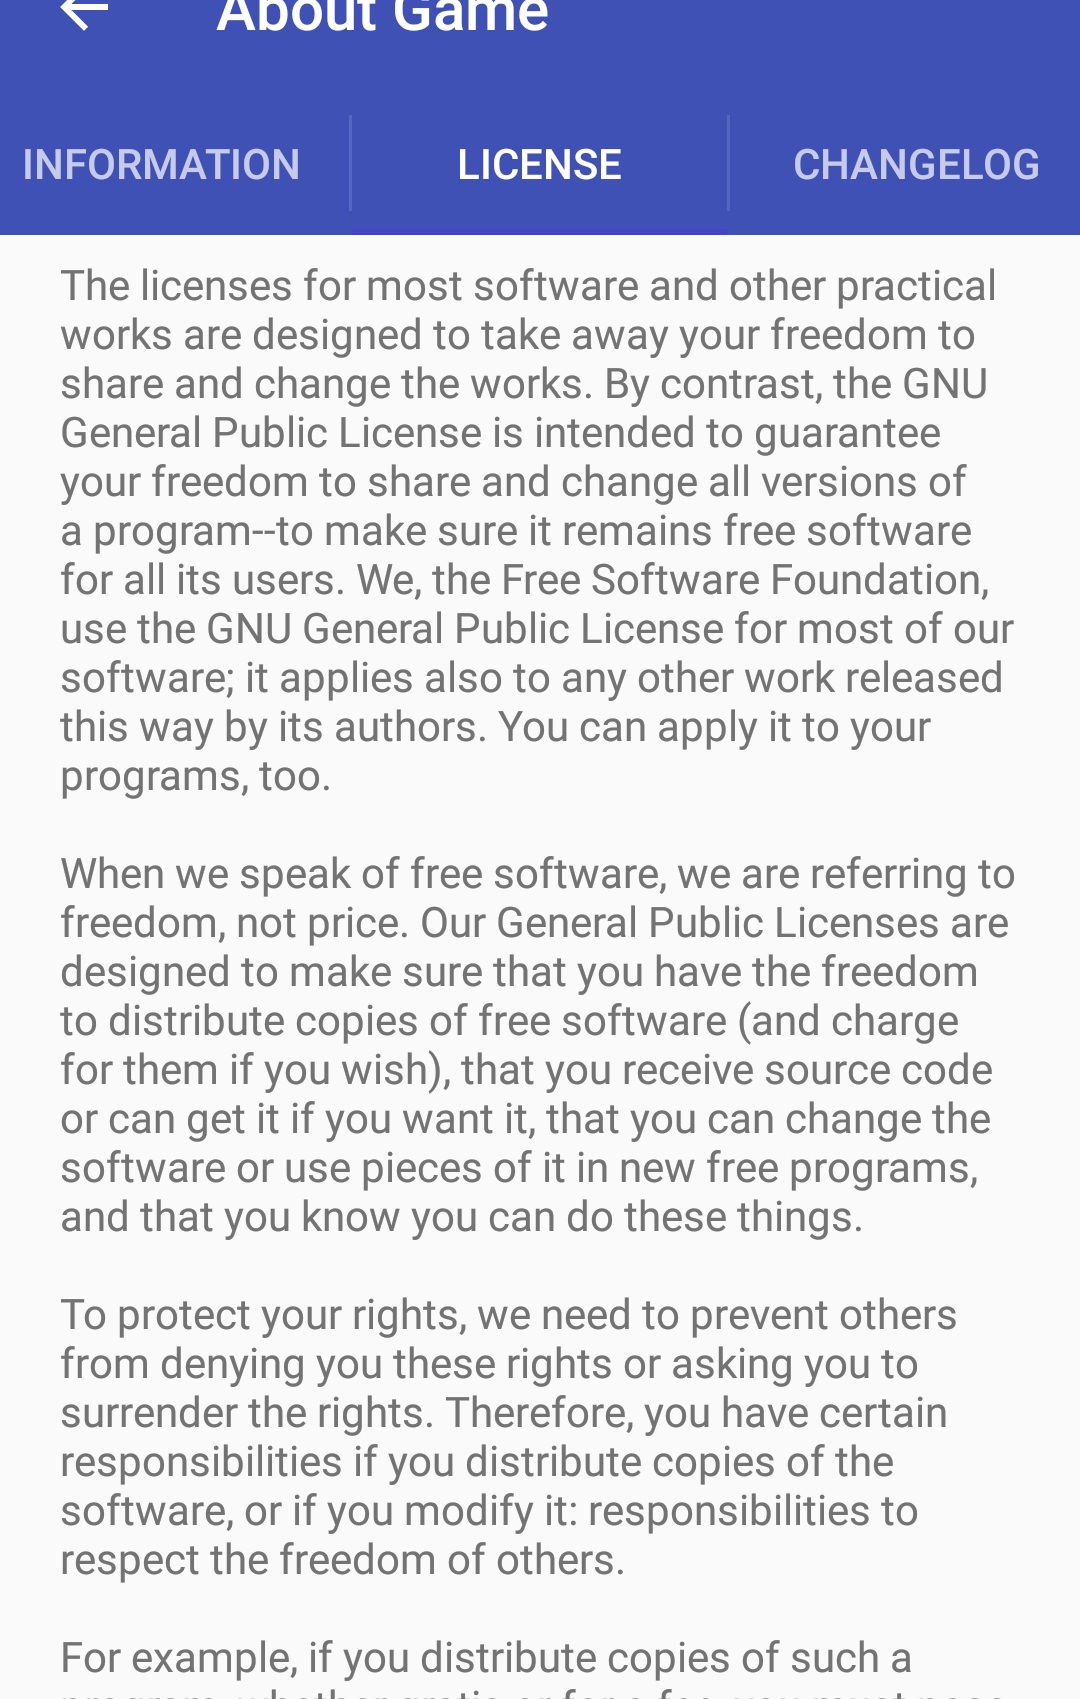 About Game
INFORMATION
LICENSE
CHANGELOG
The licenses for most software and other practical
works are designed to take away your freedom to
share and change the works. By contrast, the GNU
General Public License is intended to guarantee
your freedom to share and change all versions of
a program--to make sure it remains free software
for all its users. We, the Free Software Foundation,
use the GNU General Public License for most of our
software; it applies also to any other work released
this way by its authors. You can apply it to your
programs, too.
When we speak of free software, we are referring to
freedom, not price. Our General Public Licenses are
designed to make sure that you have the freedom
to distribute copies of free software (and charge
for them if you wish), that you receive source code
or can get it if you want it, that you can change the
software or use pieces of it in new free programs,
and that you know you can do these things.
To protect your rights, we need to prevent others
from denying you these rights or asking you to
surrender the rights. Therefore, you have certain
responsibilities if you distribute copies of the
software, or if you modify it: responsibilities to
respect the freedom of others.
For example, if you distribute copies of such a